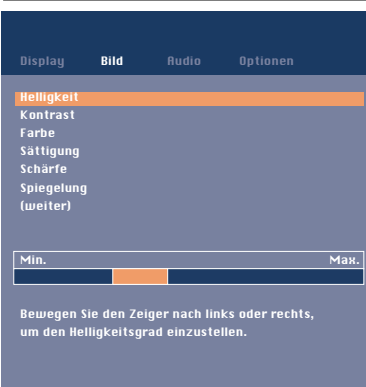 Display Bild Audio Optionen
Helligkeit
Kontrast
Farbe
Sättigung
Schärfe
Spiegelung
(weiter)
Min. Max.
Bewegen Sie den Zeiger nach links oder rechts,
um den Helligkeitsgrad einzustellen.